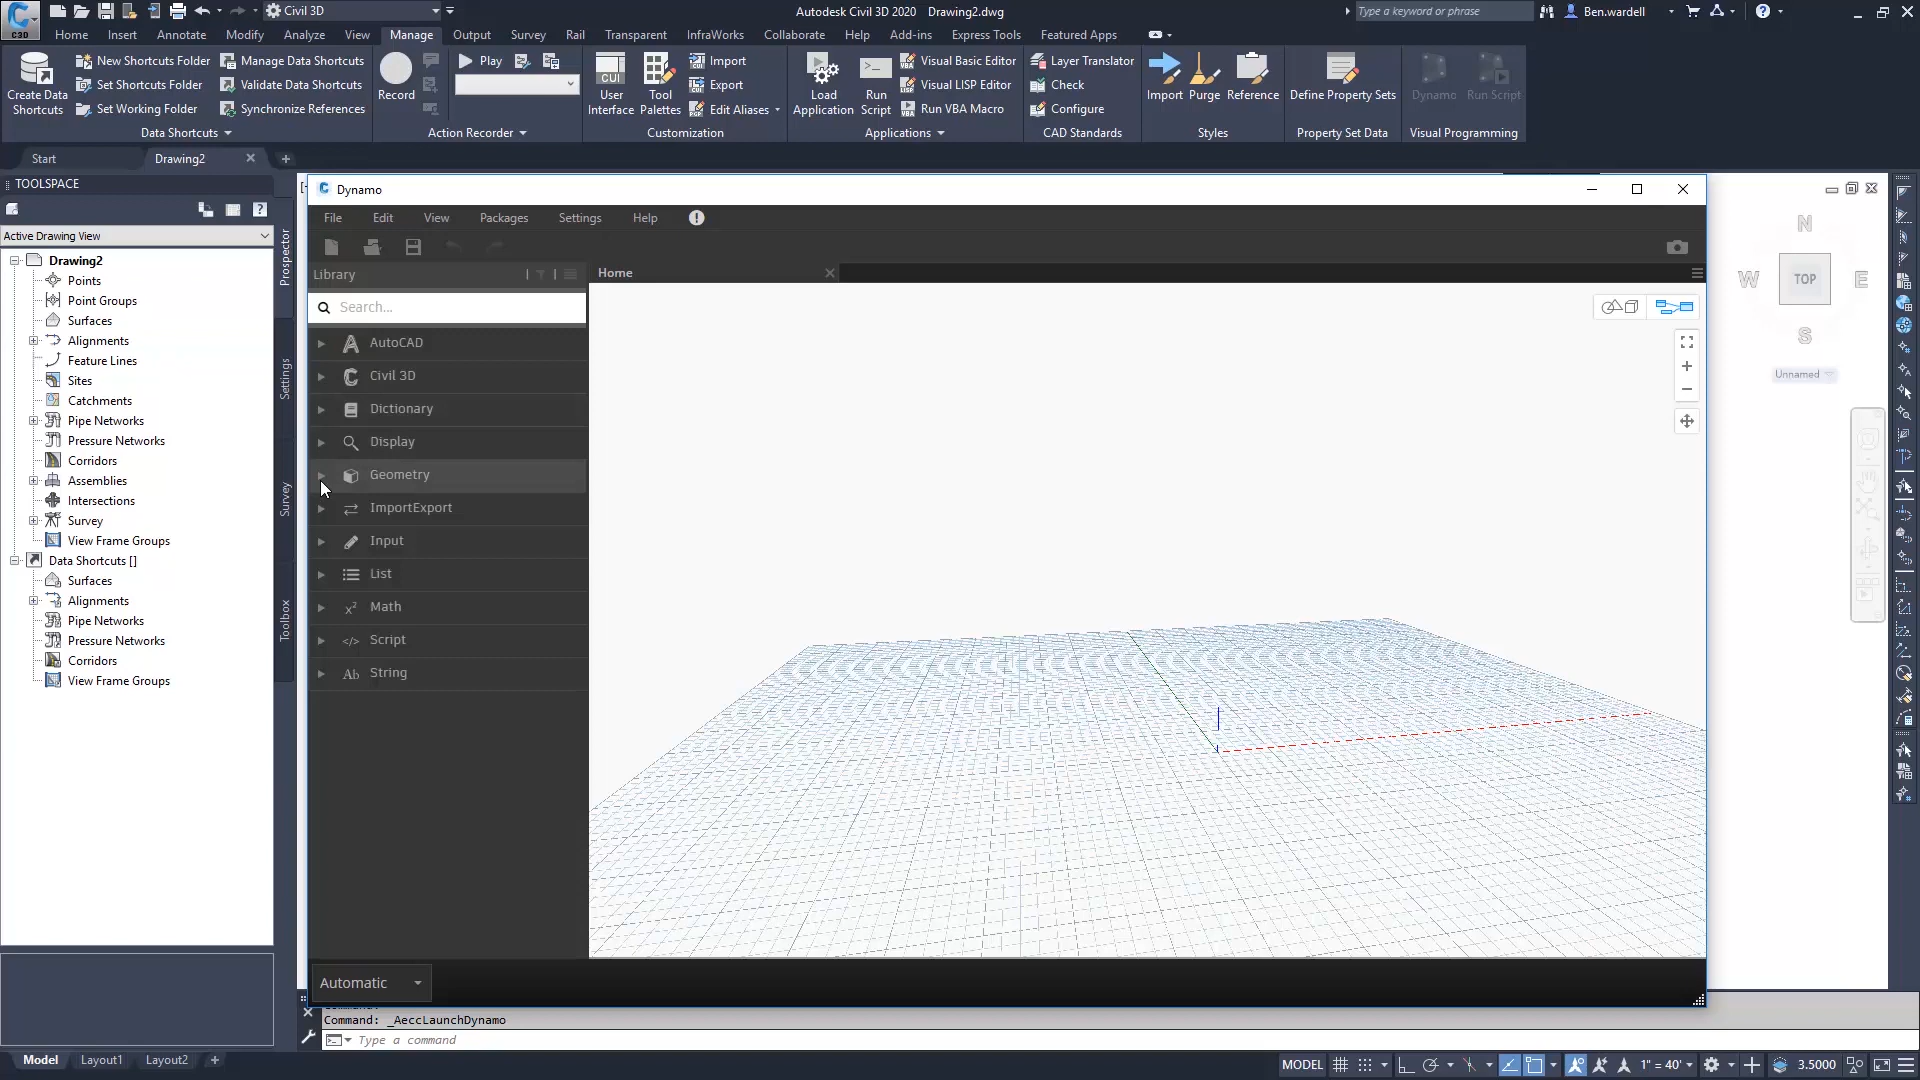 Civil 3D
Autodesk Civil 3D 2020 Drawing2.dwg
Type a keyword or phrase
Ben.wardell
C3D
Home Insert Annotate Modify Analyze View Manage Output Survey Rail Transparent InfraWorks Collaborate Help Add-ins Express Tools Featured Apps
Create Data Shortcuts
New Shortcuts Folder
Set Shortcuts Folder
Set Working Folder
Manage Data Shortcuts
Validate Data Shortcuts
Synchronize References
Data Shortcuts
Record
Play
Action Recorder
CUI
User Interface
Tool Palettes
Import
Export
Edit Aliases
Customization
Load Application
Run Script
Visual Basic Editor
Visual LISP Editor
Run VBA Macro
Applications
Layer Translator
Check
Configure
CAD Standards
Import
Purge
Reference
Styles
Define Property Sets
Property Set Data
Dynamo
Run Script
Visual Programming
Start
Drawing2
TOOLSPACE
Active Drawing View
Drawing2
Points
Point Groups
Surfaces
Alignments
Feature Lines
Sites
Catchments
Pipe Networks
Pressure Networks
Corridors
Assemblies
Intersections
Survey
View Frame Groups
Data Shortcuts []
Surfaces
Alignments
Pipe Networks
Pressure Networks
Corridors
View Frame Groups
Prospector
Settings
Survey
Toolbox
Dynamo
File Edit View Packages Settings Help
Library
Search...
AutoCAD
Civil 3D
Dictionary
Display
Geometry
ImportExport
Input
List
Math
Script
String
Home
Automatic
N
W TOP E
S
Unnamed
Command: _AeccLaunchDynamo
Type a command
Model Layout1 Layout2
MODEL
1" = 40'
3.5000